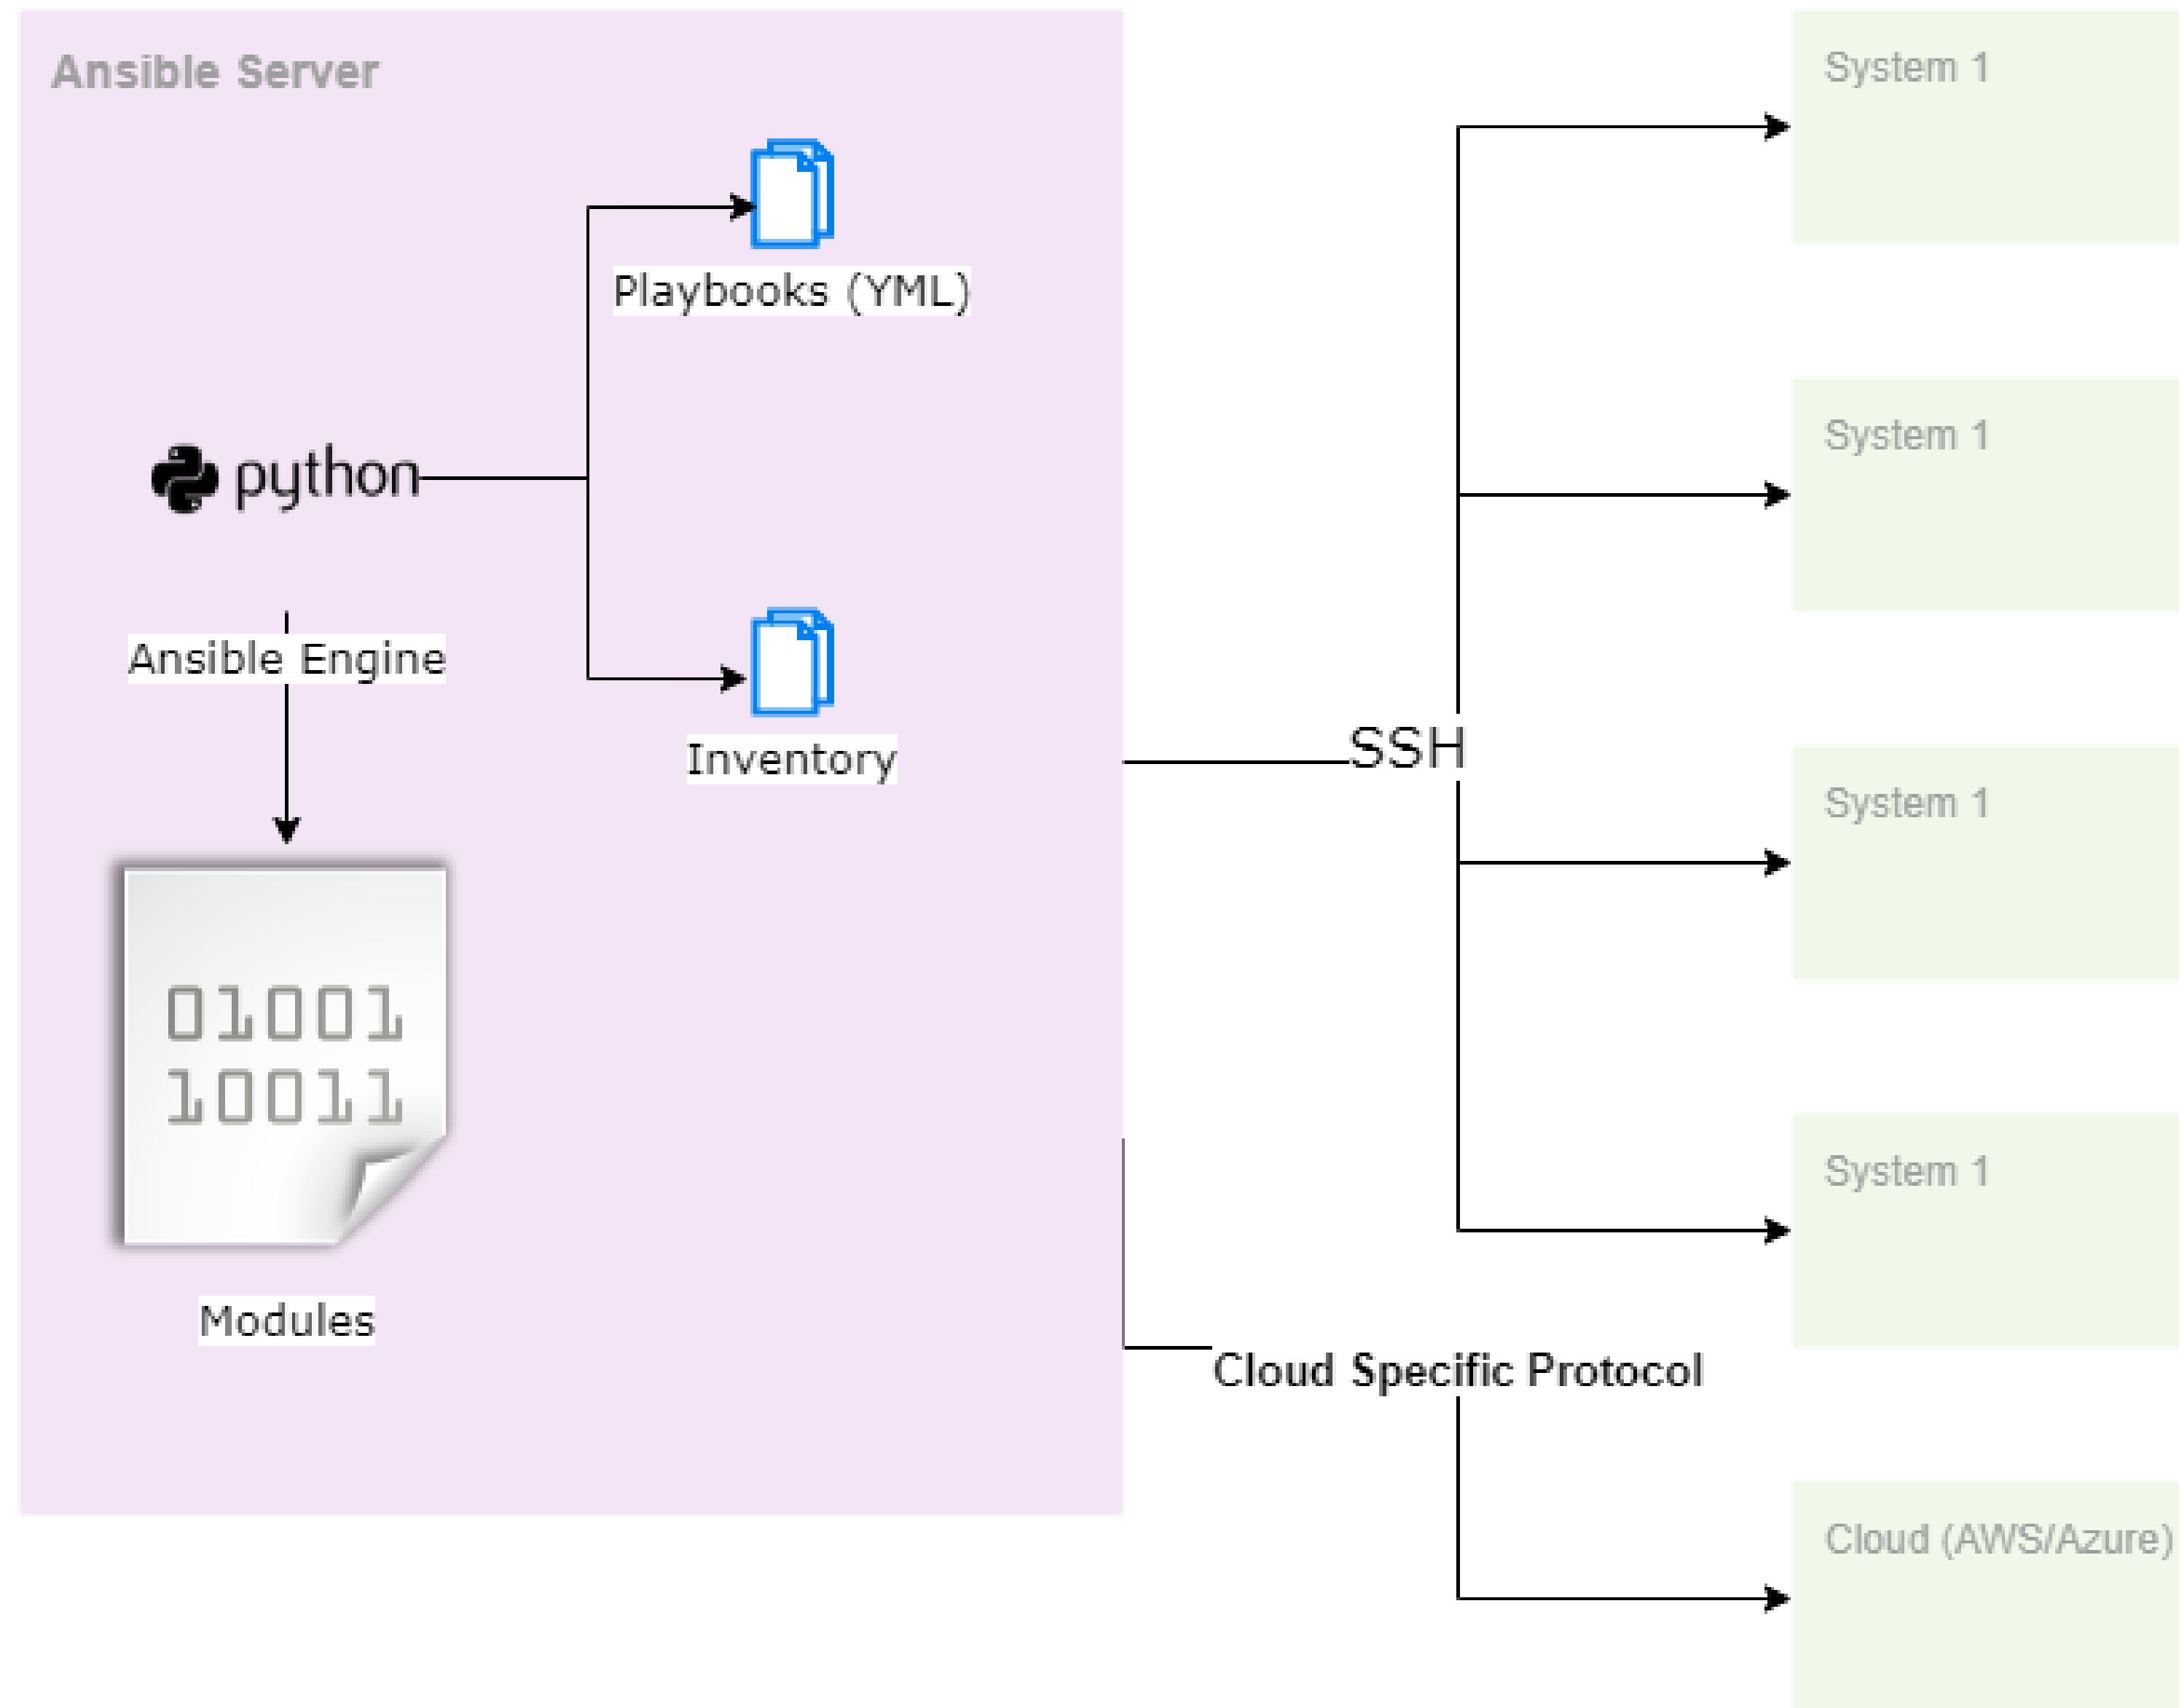 Ansible Server
Playbooks (YML)
python
Ansible Engine
Inventory
01001
10011
Modules
SSH
Cloud Specific Protocol
System 1
System 1
System 1
System 1
Cloud (AWS/Azure)